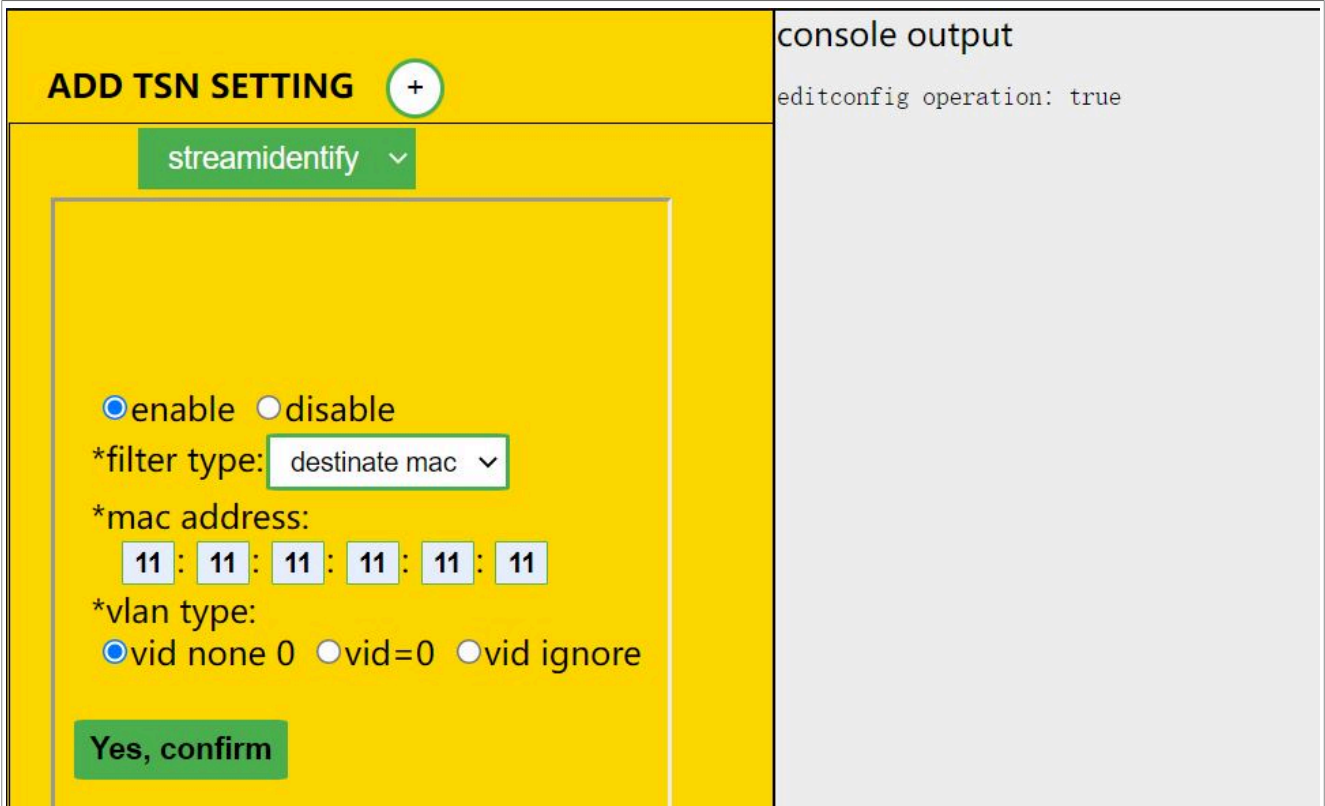 ADD TSN SETTING +
streamidentify
enable disable
*filter type: destinate mac
*mac address:
11 : 11 : 11 : 11 : 11 : 11
*vlan type:
vid none 0 vid=0 vid ignore
Yes, confirm
console output
editconfig operation: true